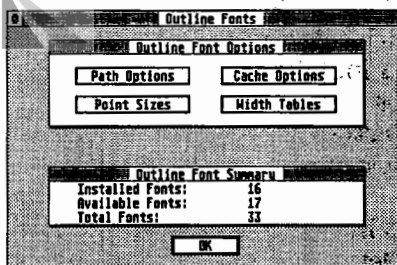 Outline Fonts
Outline Font Options
Path Options Cache Options
Point Sizes Width Tables
Outline Font Summary
Installed Fonts: 16
Available Fonts: 17
Total Fonts: 33
OK